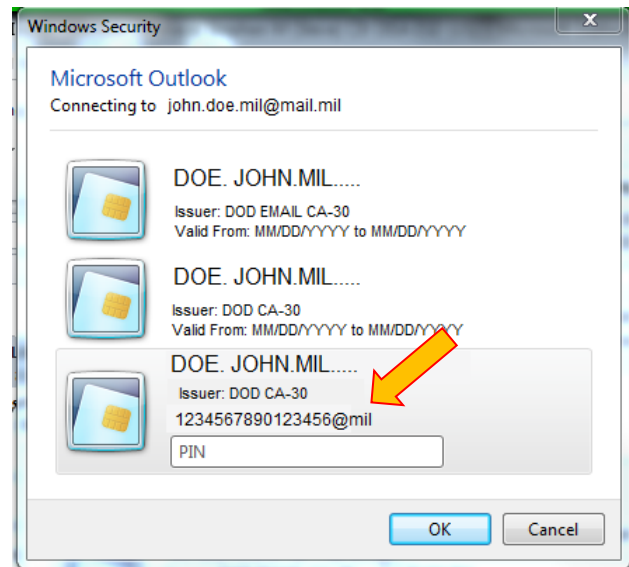 Windows Security
x
Microsoft Outlook
Connecting to john.doe.mil@mail.mil
DOE. JOHN.MIL.....
Issuer: DOD EMAIL CA-30
Valid From: MM/DD/YYYY to MM/DD/YYYY
DOE. JOHN.MIL.....
Issuer: DOD CA-30
Valid From: MM/DD/YYYY to MM/DD/YYYY
DOE. JOHN.MIL.....
Issuer: DOD CA-30
1234567890123456@mil
PIN
OK Cancel